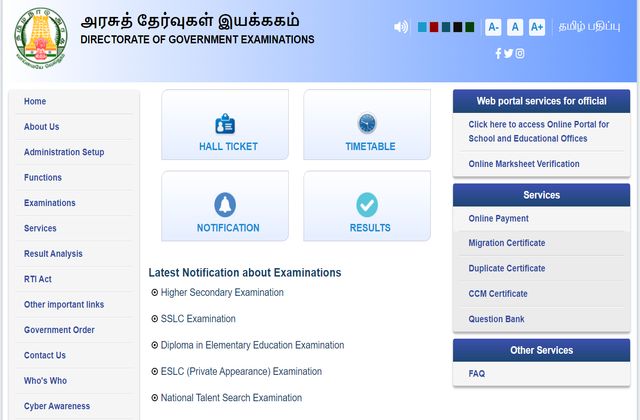 அரசுத் தேர்வுகள் இயக்ககம்
DIRECTORATE OF GOVERNMENT EXAMINATIONS
A- A A+ தமிழ் பதிப்பு
Home
About Us
Administration Setup
Functions
Examinations
Services
Result Analysis
RTI Act
Other important links
Government Order
Contact Us
Who's Who
Cyber Awareness
HALL TICKET
TIMETABLE
NOTIFICATION
RESULTS
Latest Notification about Examinations
Higher Secondary Examination
SSLC Examination
Diploma in Elementary Education Examination
ESLC (Private Appearance) Examination
National Talent Search Examination
Web portal services for official
Click here to access Online Portal for
School and Educational Offices
Online Marksheet Verification
Services
Online Payment
Migration Certificate
Duplicate Certificate
CCM Certificate
Question Bank
Other Services
FAQ